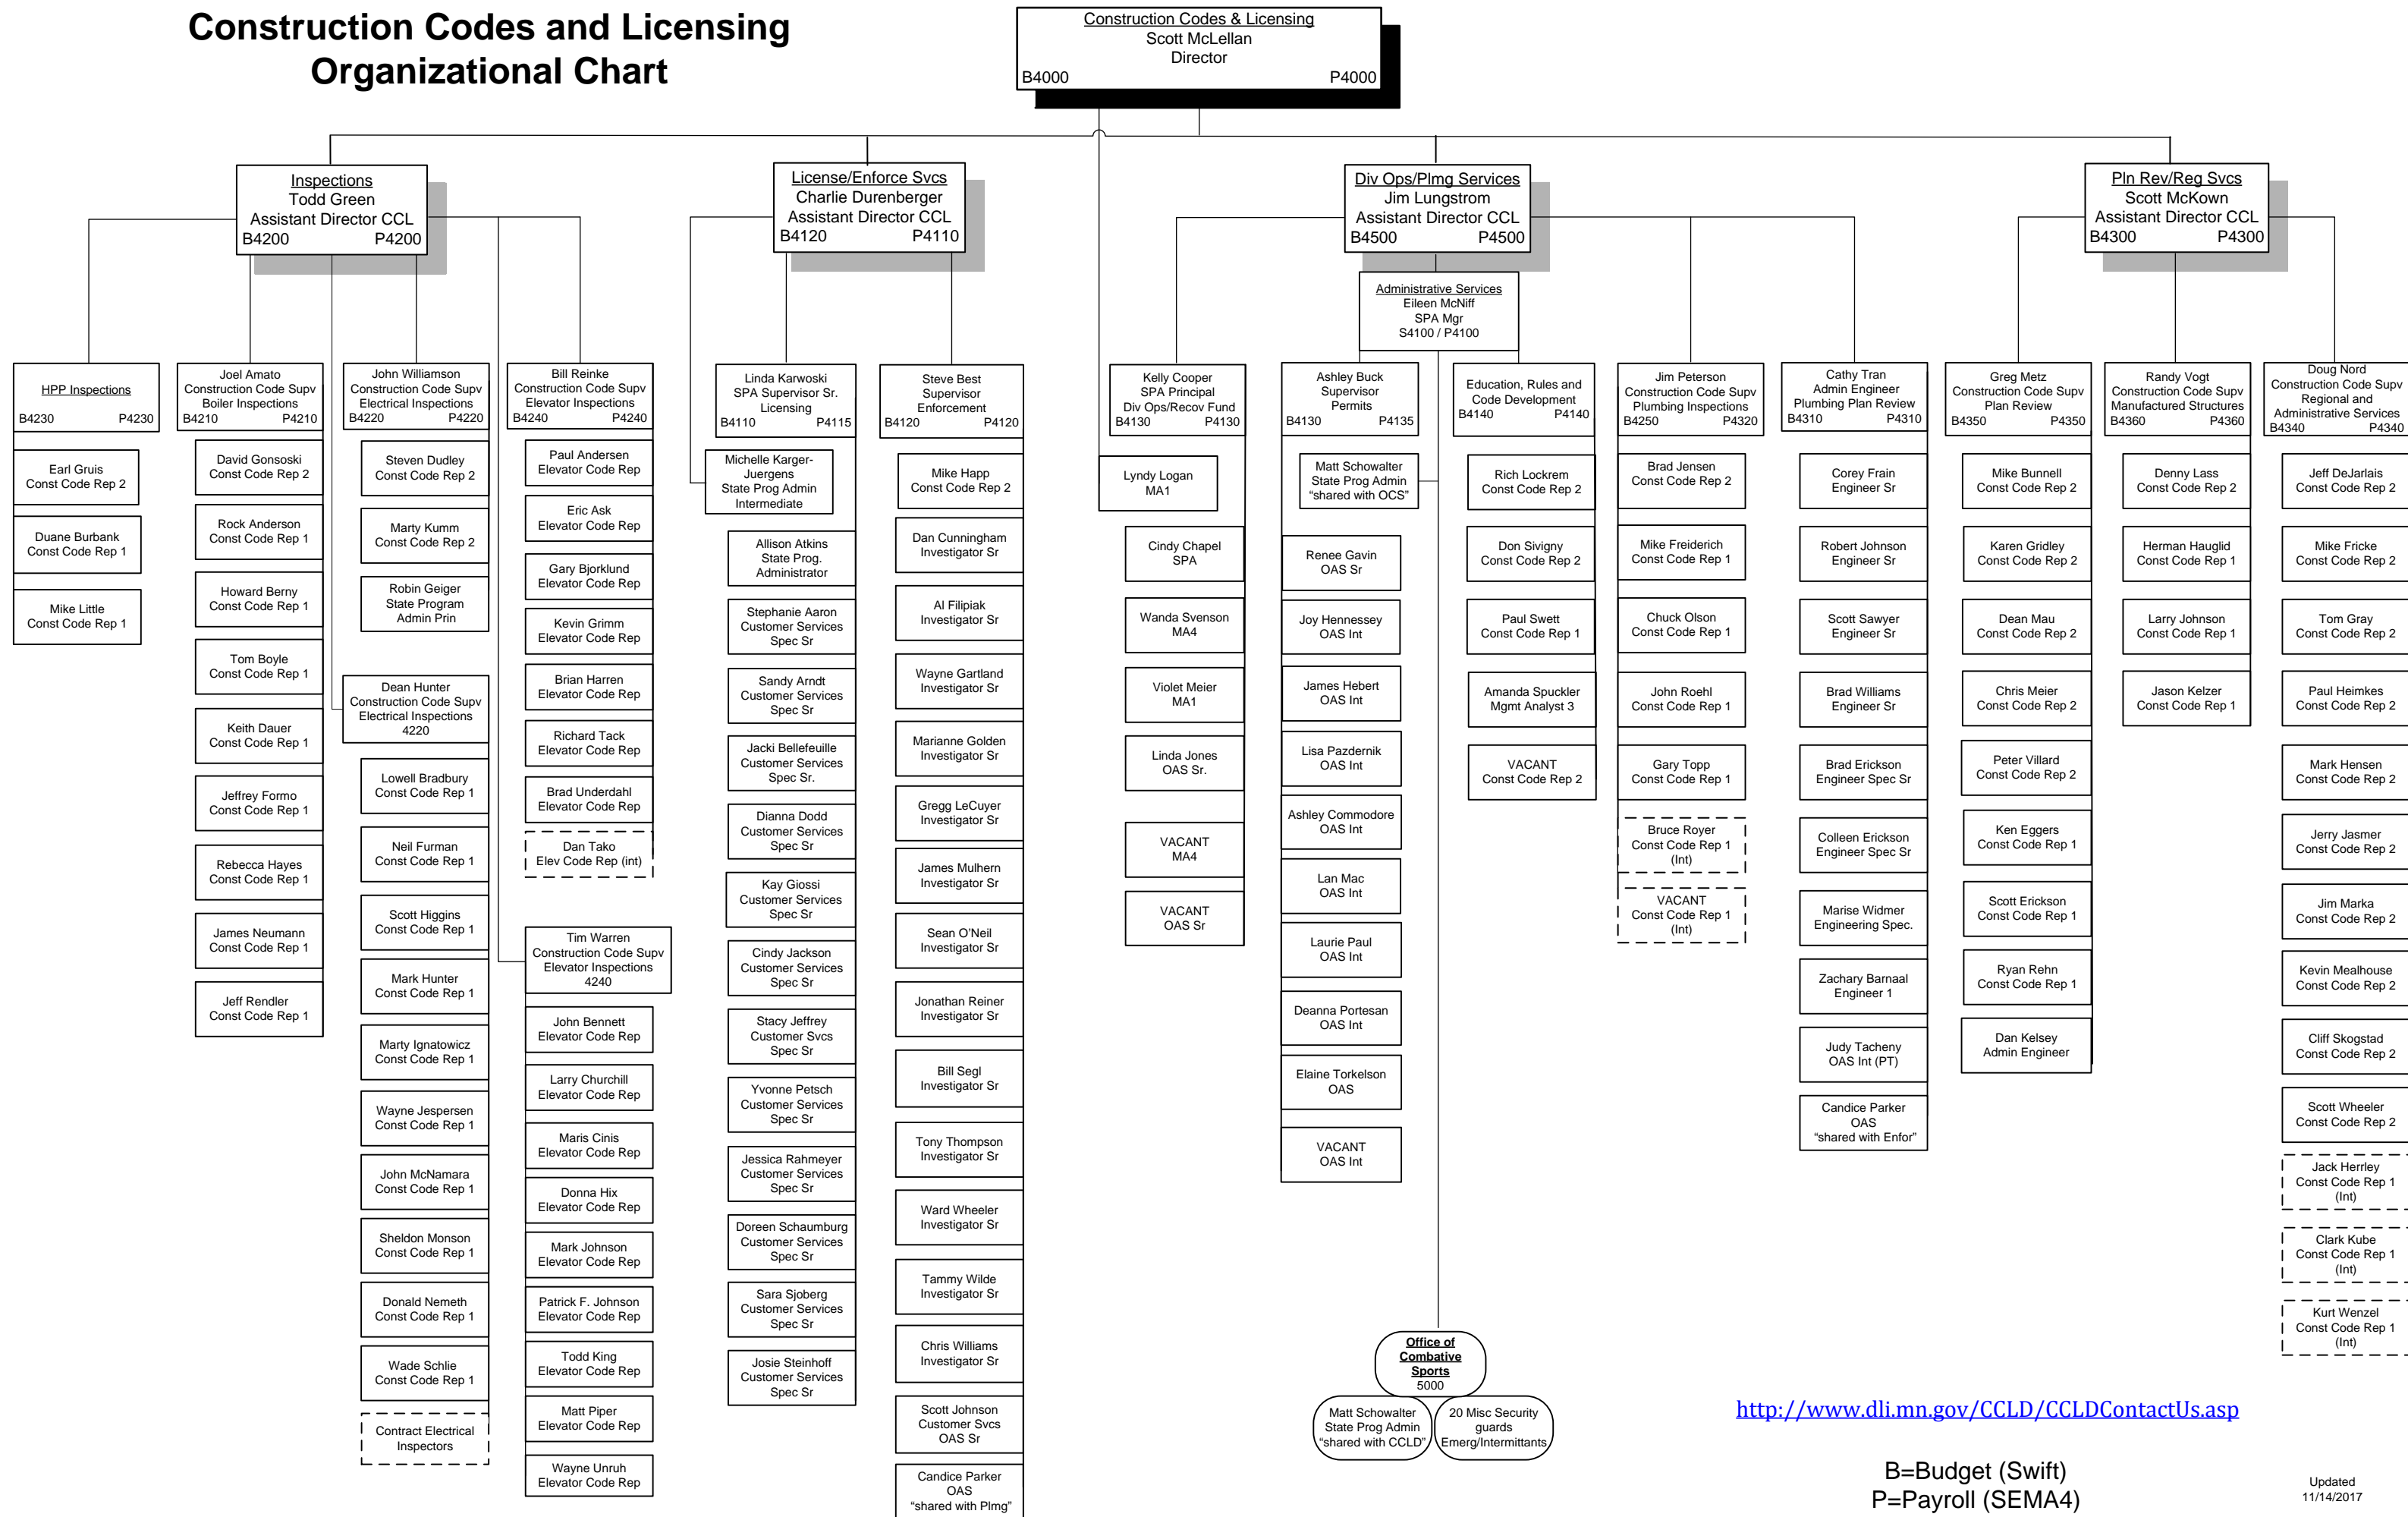 Construction Codes and Licensing
Organizational Chart
Construction Codes & Licensing
Scott McLellan
Director
B4000 P4000
Inspections
Todd Green
Assistant Director CCL
B4200 P4200
License/Enforce Svcs
Charlie Durenberger
Assistant Director CCL
B4120 P4110
Div Ops/Plmg Services
Jim Lungstrom
Assistant Director CCL
B4500 P4500
Pln Rev/Reg Svcs
Scott McKown
Assistant Director CCL
B4300 P4300
Administrative Services
Eileen McNiff
SPA Mgr
S4100 / P4100
HPP Inspections
B4230 P4230
Earl Gruis
Const Code Rep 2
Duane Burbank
Const Code Rep 1
Mike Little
Const Code Rep 1
Joel Amato
Construction Code Supv
Boiler Inspections
B4210 P4210
David Gonsoski
Const Code Rep 2
Rock Anderson
Const Code Rep 1
Howard Berny
Const Code Rep 1
Tom Boyle
Const Code Rep 1
Keith Dauer
Const Code Rep 1
Jeffrey Formo
Const Code Rep 1
Rebecca Hayes
Const Code Rep 1
James Neumann
Const Code Rep 1
Jeff Rendler
Const Code Rep 1
John Williamson
Construction Code Supv
Electrical Inspections
B4220 P4220
Steven Dudley
Const Code Rep 2
Marty Kumm
Const Code Rep 2
Robin Geiger
State Program
Admin Prin
Dean Hunter
Construction Code Supv
Electrical Inspections
4220
Lowell Bradbury
Const Code Rep 1
Neil Furman
Const Code Rep 1
Scott Higgins
Const Code Rep 1
Mark Hunter
Const Code Rep 1
Marty Ignatowicz
Const Code Rep 1
Wayne Jespersen
Const Code Rep 1
John McNamara
Const Code Rep 1
Sheldon Monson
Const Code Rep 1
Donald Nemeth
Const Code Rep 1
Wade Schlie
Const Code Rep 1
Contract Electrical
Inspectors
Bill Reinke
Construction Code Supv
Elevator Inspections
B4240 P4240
Paul Andersen
Elevator Code Rep
Eric Ask
Elevator Code Rep
Gary Bjorklund
Elevator Code Rep
Kevin Grimm
Elevator Code Rep
Brian Harren
Elevator Code Rep
Richard Tack
Elevator Code Rep
Brad Underdahl
Elevator Code Rep
Dan Tako
Elev Code Rep (int)
Tim Warren
Construction Code Supv
Elevator Inspections
4240
John Bennett
Elevator Code Rep
Larry Churchill
Elevator Code Rep
Maris Cinis
Elevator Code Rep
Donna Hix
Elevator Code Rep
Mark Johnson
Elevator Code Rep
Patrick F. Johnson
Elevator Code Rep
Todd King
Elevator Code Rep
Matt Piper
Elevator Code Rep
Wayne Unruh
Elevator Code Rep
Linda Karwoski
SPA Supervisor Sr.
Licensing
B4110 P4115
Michelle Karger-
Juergens
State Prog Admin
Intermediate
Allison Atkins
State Prog.
Administrator
Stephanie Aaron
Customer Services
Spec Sr
Sandy Arndt
Customer Services
Spec Sr
Jacki Bellefeuille
Customer Services
Spec Sr.
Dianna Dodd
Customer Services
Spec Sr
Kay Giossi
Customer Services
Spec Sr
Cindy Jackson
Customer Services
Spec Sr
Stacy Jeffrey
Customer Svcs
Spec Sr
Yvonne Petsch
Customer Services
Spec Sr
Jessica Rahmeyer
Customer Services
Spec Sr
Doreen Schaumburg
Customer Services
Spec Sr
Sara Sjoberg
Customer Services
Spec Sr
Josie Steinhoff
Customer Services
Spec Sr
Steve Best
Supervisor
Enforcement
B4120 P4120
Mike Happ
Const Code Rep 2
Dan Cunningham
Investigator Sr
Al Filipiak
Investigator Sr
Wayne Gartland
Investigator Sr
Marianne Golden
Investigator Sr
Gregg LeCuyer
Investigator Sr
James Mulhern
Investigator Sr
Sean O'Neil
Investigator Sr
Jonathan Reiner
Investigator Sr
Bill Segl
Investigator Sr
Tony Thompson
Investigator Sr
Ward Wheeler
Investigator Sr
Tammy Wilde
Investigator Sr
Chris Williams
Investigator Sr
Scott Johnson
Customer Svcs
OAS Sr
Candice Parker
OAS
“shared with Plmg”
Kelly Cooper
SPA Principal
Div Ops/Recov Fund
B4130 P4130
Lyndy Logan
MA1
Cindy Chapel
SPA
Wanda Svenson
MA4
Violet Meier
MA1
Linda Jones
OAS Sr.
VACANT
MA4
VACANT
OAS Sr
Ashley Buck
Supervisor
Permits
B4130 P4135
Matt Schowalter
State Prog Admin
“shared with OCS”
Renee Gavin
OAS Sr
Joy Hennessey
OAS Int
James Hebert
OAS Int
Lisa Pazdernik
OAS Int
Ashley Commodore
OAS Int
Lan Mac
OAS Int
Laurie Paul
OAS Int
Deanna Portesan
OAS Int
Elaine Torkelson
OAS
VACANT
OAS Int
Education, Rules and
Code Development
B4140 P4140
Rich Lockrem
Const Code Rep 2
Don Sivigny
Const Code Rep 2
Paul Swett
Const Code Rep 1
Amanda Spuckler
Mgmt Analyst 3
VACANT
Const Code Rep 2
Jim Peterson
Construction Code Supv
Plumbing Inspections
B4250 P4320
Brad Jensen
Const Code Rep 2
Mike Freiderich
Const Code Rep 1
Chuck Olson
Const Code Rep 1
John Roehl
Const Code Rep 1
Gary Topp
Const Code Rep 1
Bruce Royer
Const Code Rep 1
(Int)
VACANT
Const Code Rep 1
(Int)
Cathy Tran
Admin Engineer
Plumbing Plan Review
B4310 P4310
Corey Frain
Engineer Sr
Robert Johnson
Engineer Sr
Scott Sawyer
Engineer Sr
Brad Williams
Engineer Sr
Brad Erickson
Engineer Spec Sr
Colleen Erickson
Engineer Spec Sr
Marise Widmer
Engineering Spec.
Zachary Barnaal
Engineer 1
Judy Tacheny
OAS Int (PT)
Candice Parker
OAS
“shared with Enfor”
Greg Metz
Construction Code Supv
Plan Review
B4350 P4350
Mike Bunnell
Const Code Rep 2
Karen Gridley
Const Code Rep 2
Dean Mau
Const Code Rep 2
Chris Meier
Const Code Rep 2
Peter Villard
Const Code Rep 2
Ken Eggers
Const Code Rep 1
Scott Erickson
Const Code Rep 1
Ryan Rehn
Const Code Rep 1
Dan Kelsey
Admin Engineer
Randy Vogt
Construction Code Supv
Manufactured Structures
B4360 P4360
Denny Lass
Const Code Rep 2
Herman Hauglid
Const Code Rep 1
Larry Johnson
Const Code Rep 1
Jason Kelzer
Const Code Rep 1
Doug Nord
Construction Code Supv
Regional and
Administrative Services
B4340 P4340
Jeff DeJarlais
Const Code Rep 2
Mike Fricke
Const Code Rep 2
Tom Gray
Const Code Rep 2
Paul Heimkes
Const Code Rep 2
Mark Hensen
Const Code Rep 2
Jerry Jasmer
Const Code Rep 2
Jim Marka
Const Code Rep 2
Kevin Mealhouse
Const Code Rep 2
Cliff Skogstad
Const Code Rep 2
Scott Wheeler
Const Code Rep 2
Jack Herrley
Const Code Rep 1
(Int)
Clark Kube
Const Code Rep 1
(Int)
Kurt Wenzel
Const Code Rep 1
(Int)
Office of
Combative
Sports
5000
Matt Schowalter
State Prog Admin
“shared with CCLD”
20 Misc Security
guards
Emerg/Intermittants
http://www.dli.mn.gov/CCLD/CCLDContactUs.asp
B=Budget (Swift)
P=Payroll (SEMA4)
Updated
11/14/2017